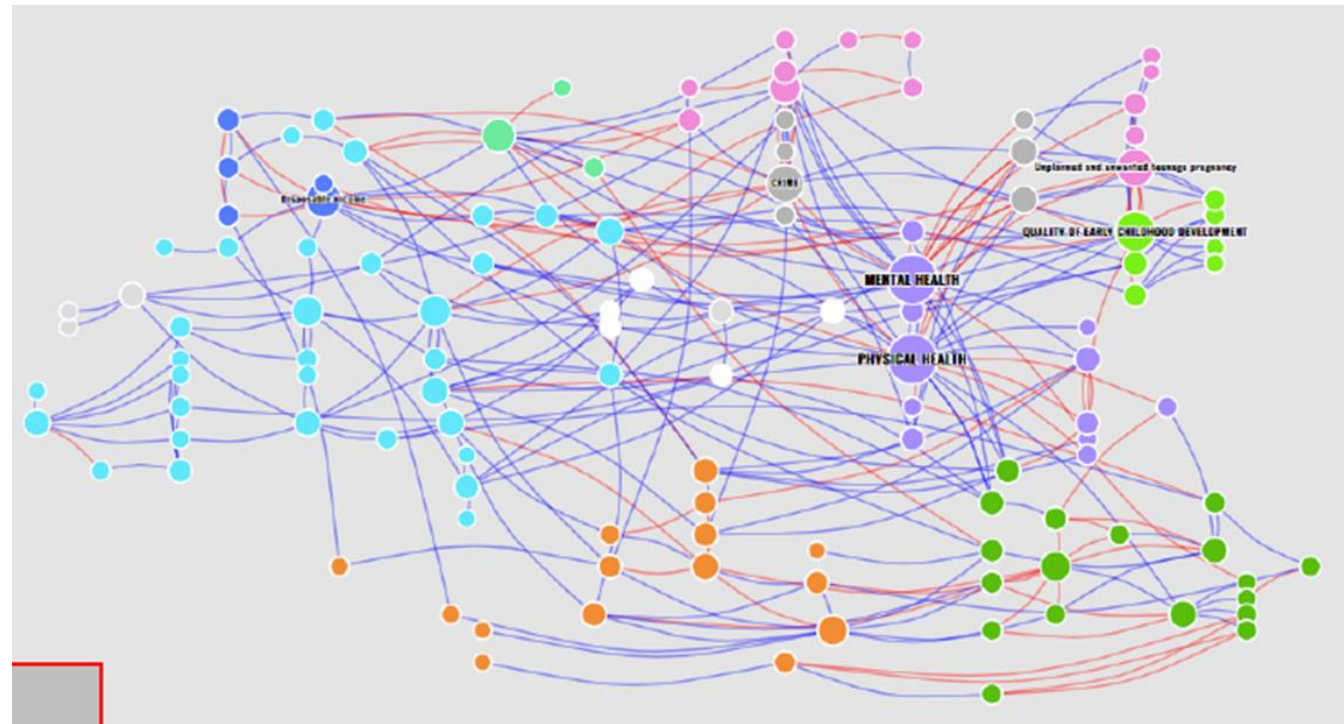 Unplanned and unwanted teenage pregnancy
CRIME
Disposable income
QUALITY OF EARLY CHILDHOOD DEVELOPMENT
MENTAL HEALTH
PHYSICAL HEALTH